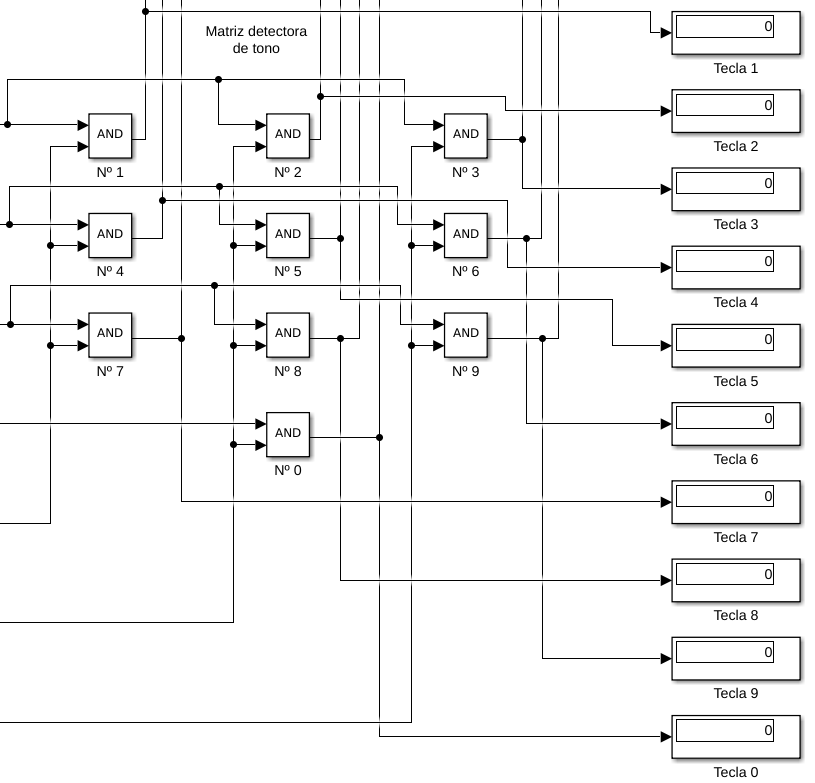 0
Tecla 1
Matriz detectora
de tono
0
Tecla 2
AND
Nº 1
AND
Nº 2
AND
Nº 3
0
Tecla 3
AND
Nº 4
AND
Nº 5
AND
Nº 6
0
Tecla 4
AND
Nº 7
AND
Nº 8
AND
Nº 9
0
Tecla 5
AND
Nº 0
0
Tecla 6
0
Tecla 7
0
Tecla 8
0
Tecla 9
0
Tecla 0